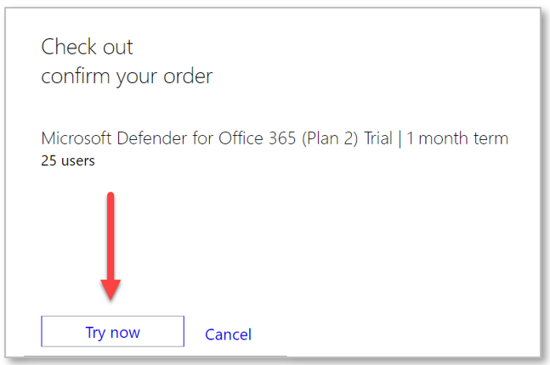 Check out
confirm your order
Microsoft Defender for Office 365 (Plan 2) Trial | 1 month term
25 users
Try now
Cancel